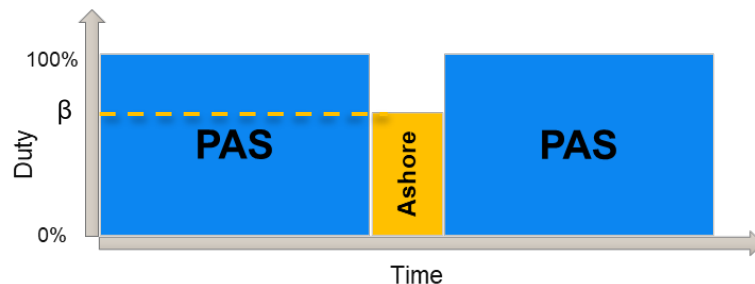 100%
β
Duty
PAS
Ashore
PAS
0%
Time